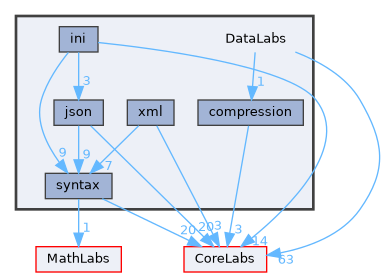 ini
DataLabs
3
1
json
xml
compression
9
9
7
syntax
1
20
20
3
3
14
63
MathLabs
CoreLabs